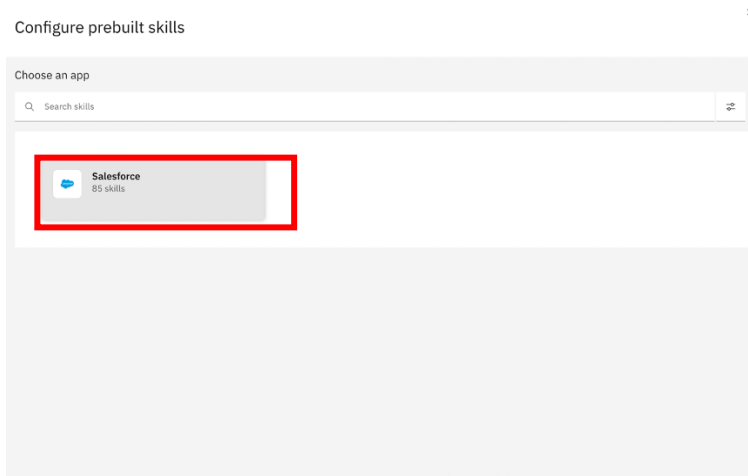 Configure prebuilt skills
Choose an app
Search skills
Salesforce
85 skills